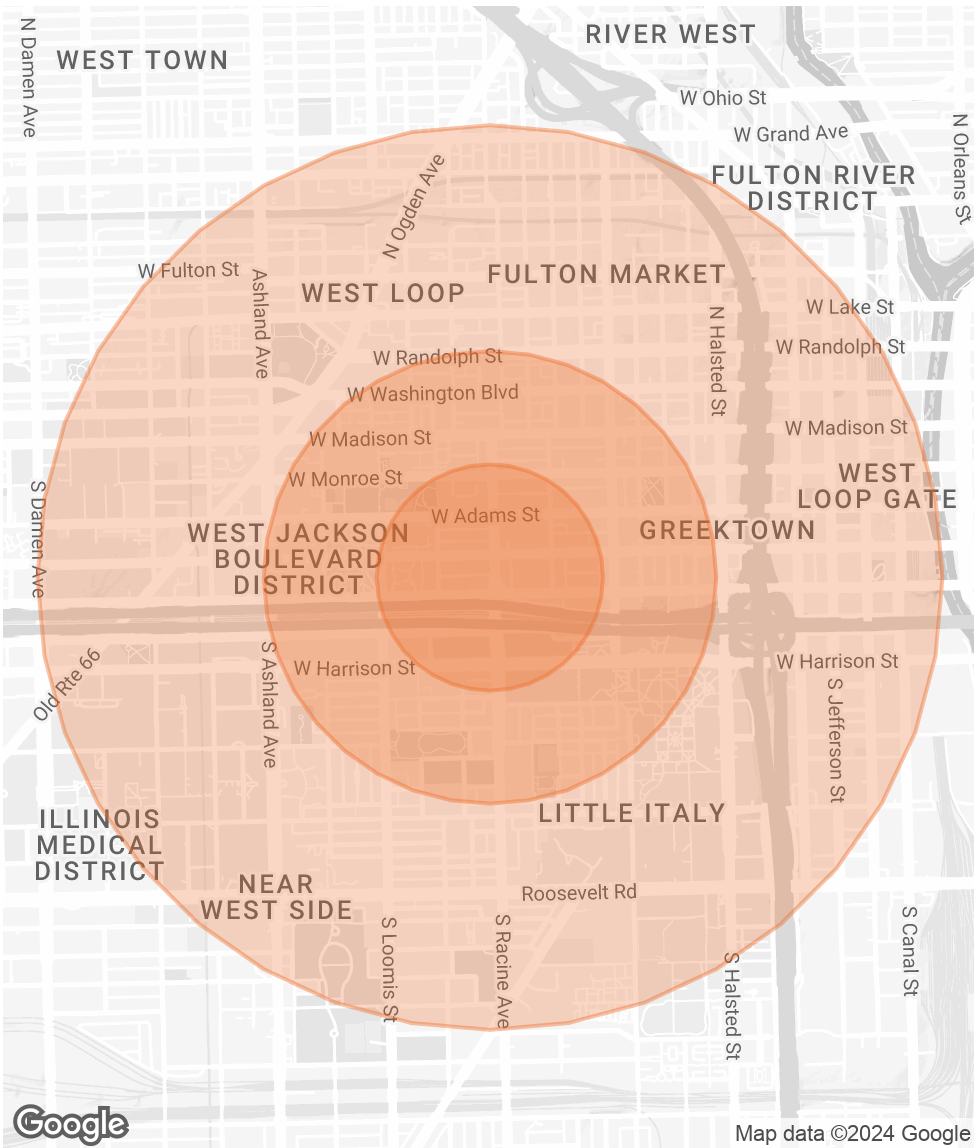 N Damen Ave
WEST TOWN
RIVER WEST
W Ohio St
W Grand Ave
N Orleans St
FULTON RIVER
DISTRICT
N Ogden Ave
W Fulton St
Ashland Ave
WEST LOOP
FULTON MARKET
W Lake St
N Halsted St
W Randolph St
W Randolph St
W Washington Blvd
W Madison St
W Madison St
W Monroe St
WEST
LOOP GATE
S Damen Ave
W Adams St
WEST JACKSON
BOULEVARD
DISTRICT
GREEKTOWN
Old Rte 66
S Ashland Ave
W Harrison St
W Harrison St
S Jefferson St
ILLINOIS
MEDICAL
DISTRICT
LITTLE ITALY
NEAR
WEST SIDE
Roosevelt Rd
S Loomis St
S Racine Ave
S Halsted St
S Canal St
Google
Map data ©2024 Google